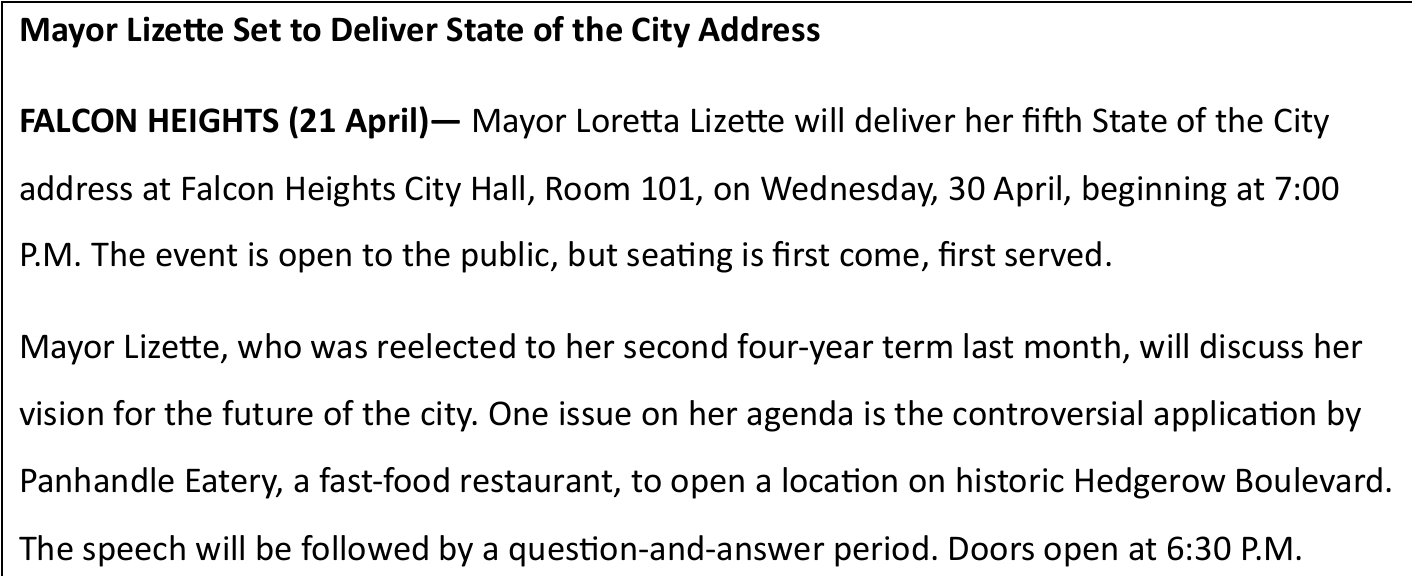 Mayor Lizette Set to Deliver State of the City Address
FALCON HEIGHTS (21 April)— Mayor Loretta Lizette will deliver her fifth State of the City
address at Falcon Heights City Hall, Room 101, on Wednesday, 30 April, beginning at 7:00
P.M. The event is open to the public, but seating is first come, first served.
Mayor Lizette, who was reelected to her second four-year term last month, will discuss her
vision for the future of the city. One issue on her agenda is the controversial application by
Panhandle Eatery, a fast-food restaurant, to open a location on historic Hedgerow Boulevard.
The speech will be followed by a question-and-answer period. Doors open at 6:30 P.M.